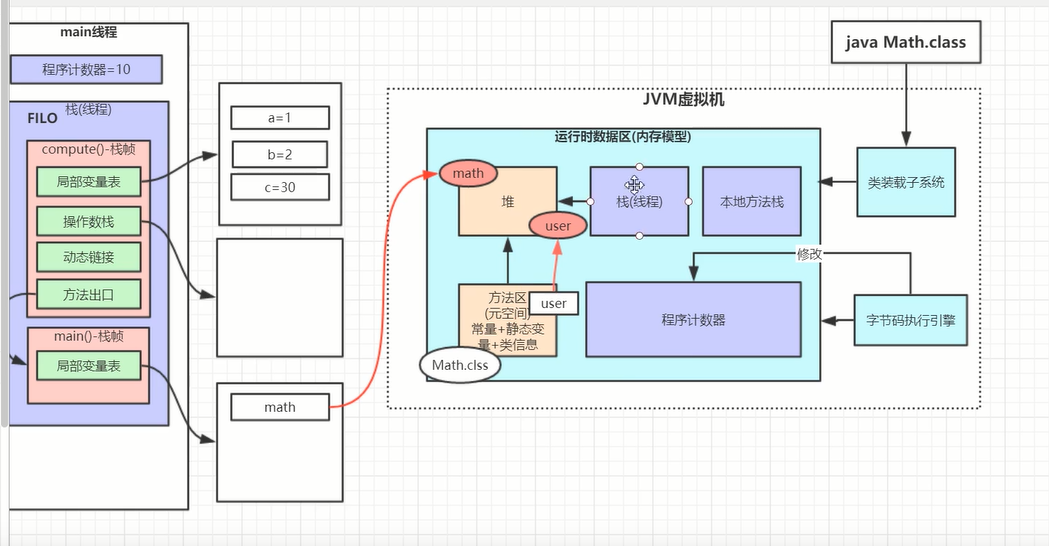 main线程
程序计数器=10
栈(线程)
FILO
compute()-栈帧
局部变量表
操作数栈
动态链接
方法出口
main()-栈帧
局部变量表
a=1
b=2
c=30
math
java Math.class
JVM虚拟机
运行时数据区(内存模型)
math
堆
user
栈(线程)
本地方法栈
类装载子系统
修改
方法区
(元空间)
常量+静态变
量+类信息
user
Math.clss
程序计数器
字节码执行引擎